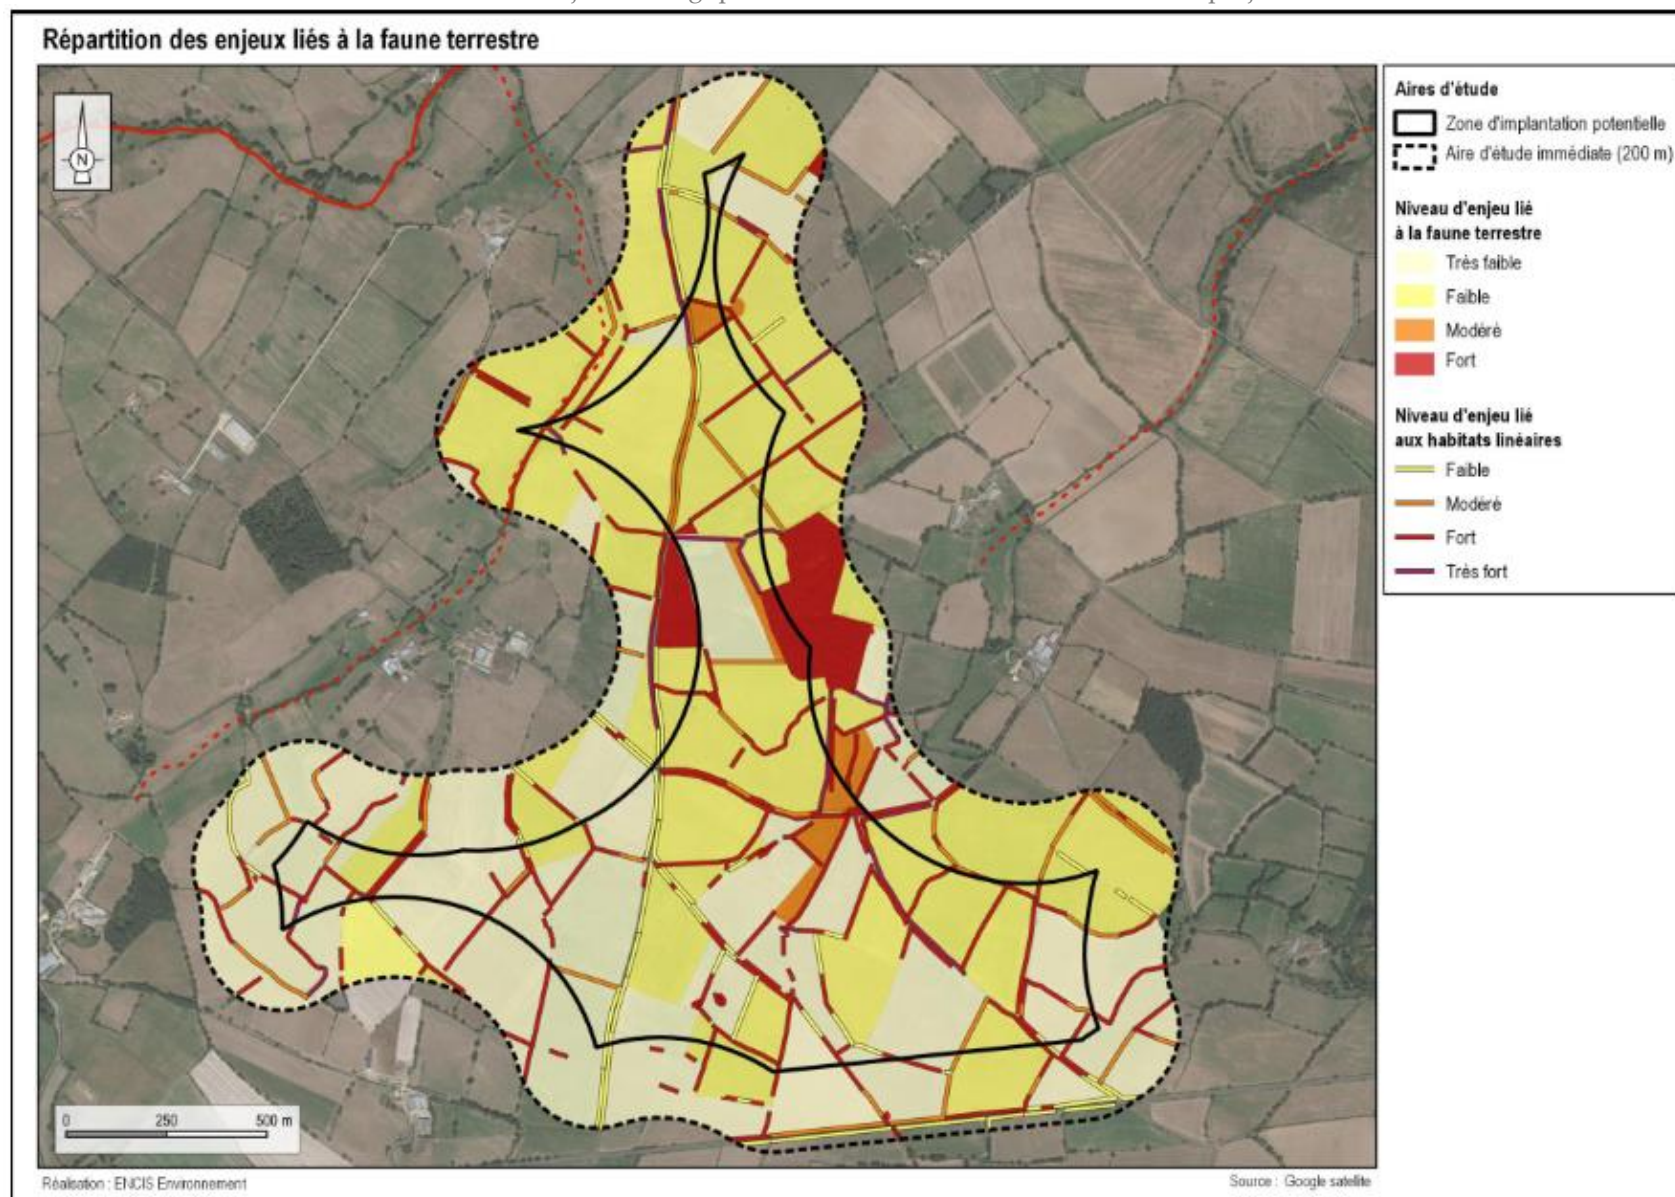 Répartition des enjeux liés à la faune terrestre
N
0 250 500 m
Réalisation : ENCIS Environnement
Source : Google satellite
Aires d'étude
Zone d'implantation potentielle
Aire d'étude immédiate (200 m)
Niveau d'enjeu lié
à la faune terrestre
Très faible
Faible
Modéré
Fort
Niveau d'enjeu lié
aux habitats linéaires
Faible
Modéré
Fort
Très fort